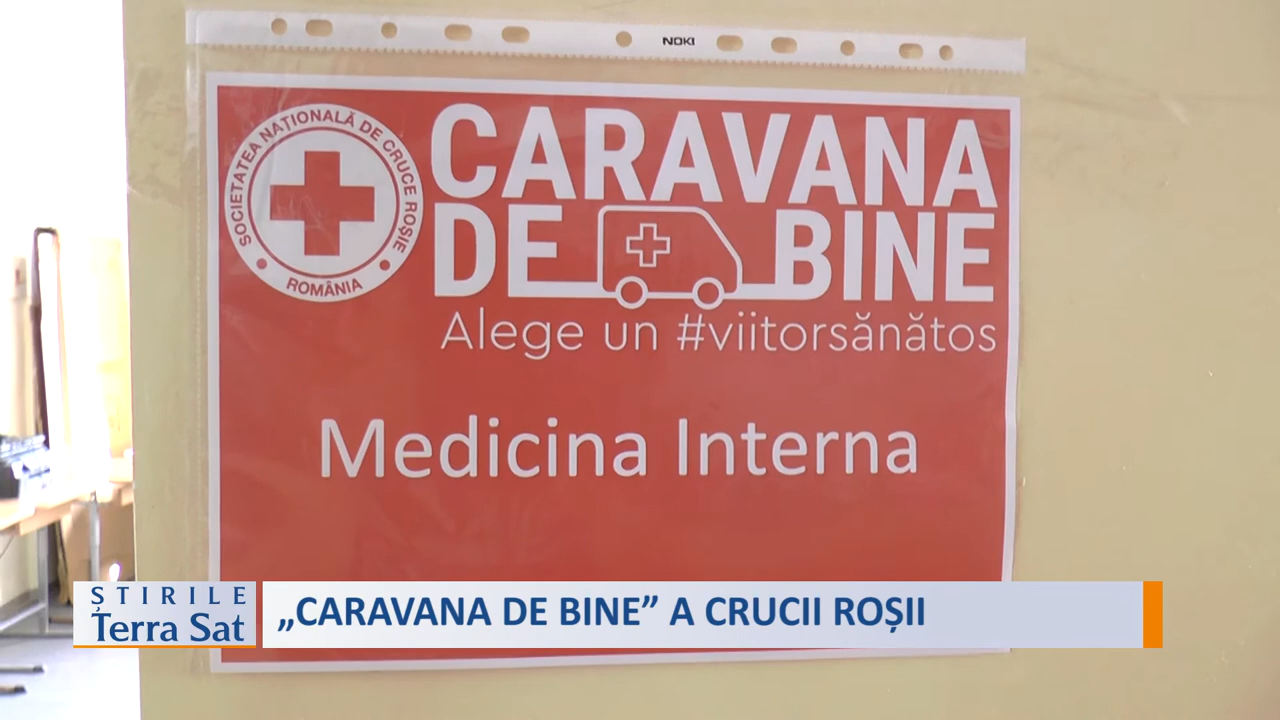 NOKI
SOCIETATEA NAȚIONALĂ DE CRUCE ROȘIE
ROMÂNIA
CARAVANA
DE BINE
Alege un #viitorsănătos
Medicina Interna
ȘTIRILE
Terra Sat
„CARAVANA DE BINE” A CRUCII ROȘII